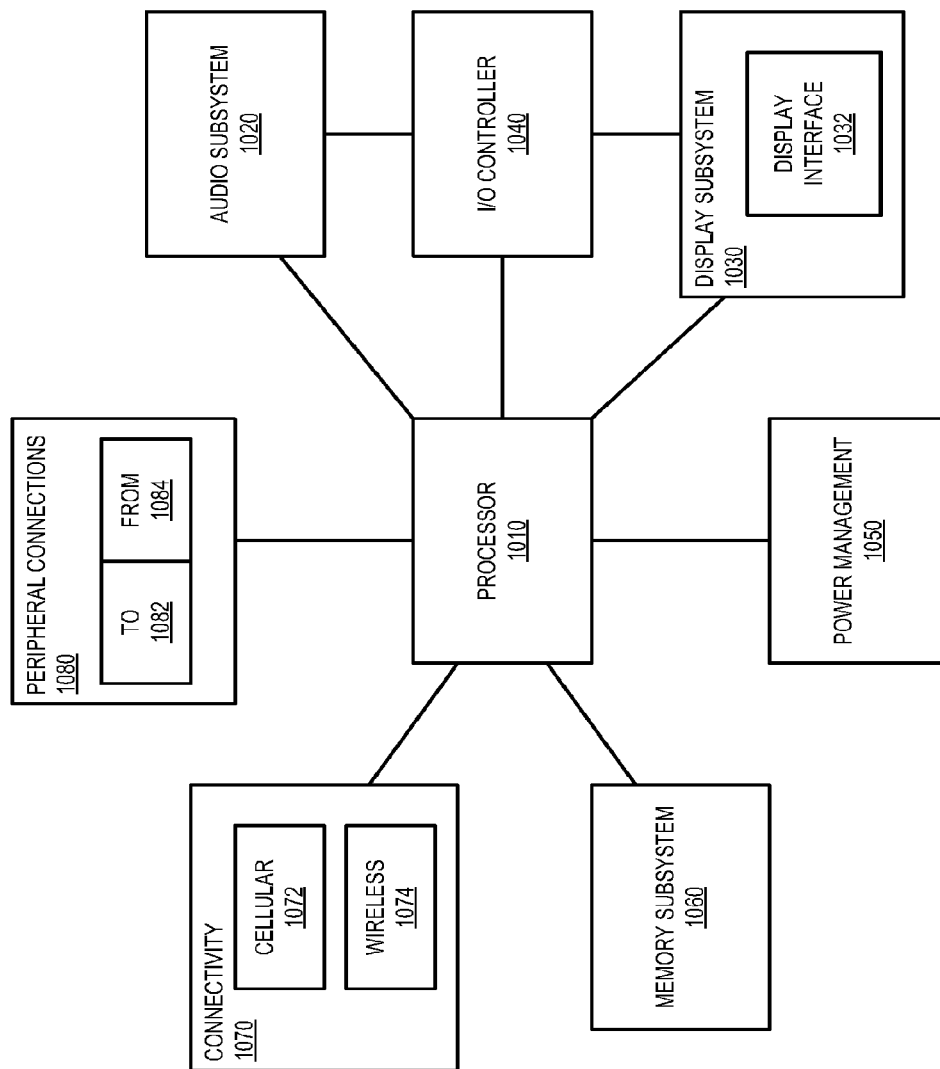 AUDIO SUBSYSTEM
1020
I/O CONTROLLER
1040
DISPLAY SUBSYSTEM
1030
DISPLAY
INTERFACE
1032
PERIPHERAL CONNECTIONS
1080
TO
1082
FROM
1084
PROCESSOR
1010
POWER MANAGEMENT
1050
CONNECTIVITY
1070
CELLULAR
1072
WIRELESS
1074
MEMORY SUBSYSTEM
1060